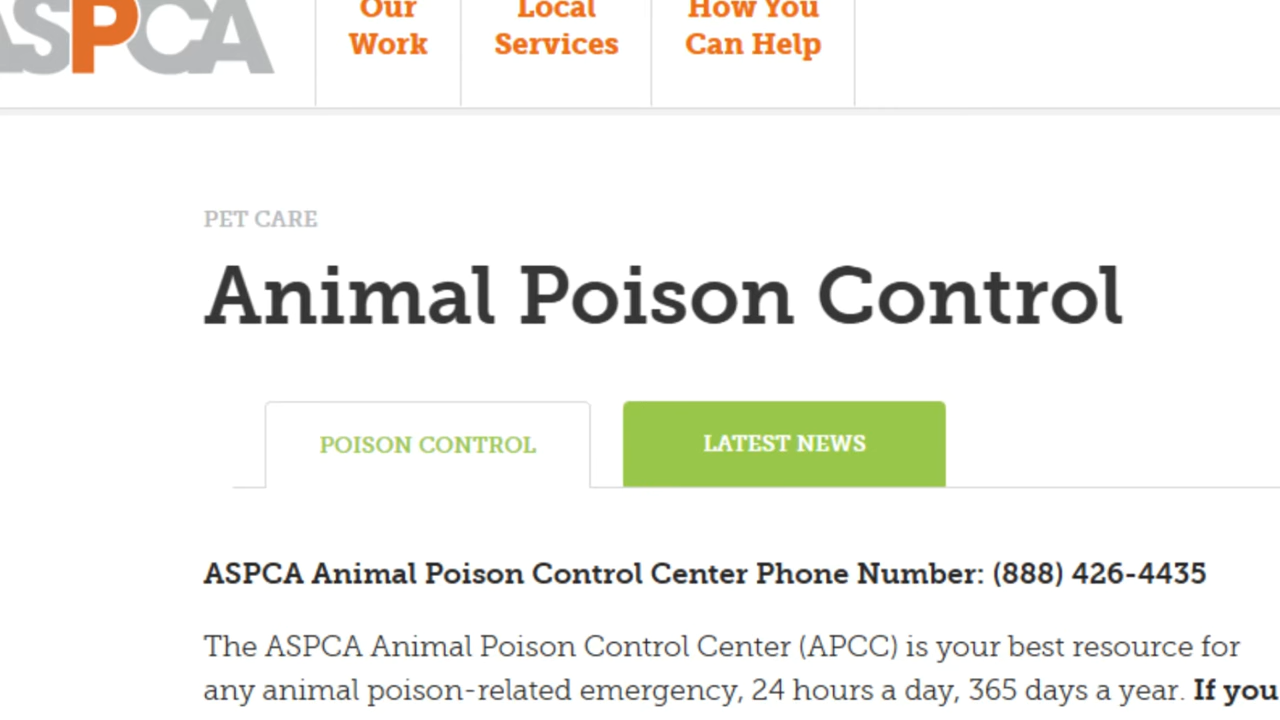 ASPCA
Our
Work
Local
Services
How You
Can Help
PET CARE
Animal Poison Control
POISON CONTROL
LATEST NEWS
ASPCA Animal Poison Control Center Phone Number: (888) 426-4435
The ASPCA Animal Poison Control Center (APCC) is your best resource for
any animal poison-related emergency, 24 hours a day, 365 days a year. If you